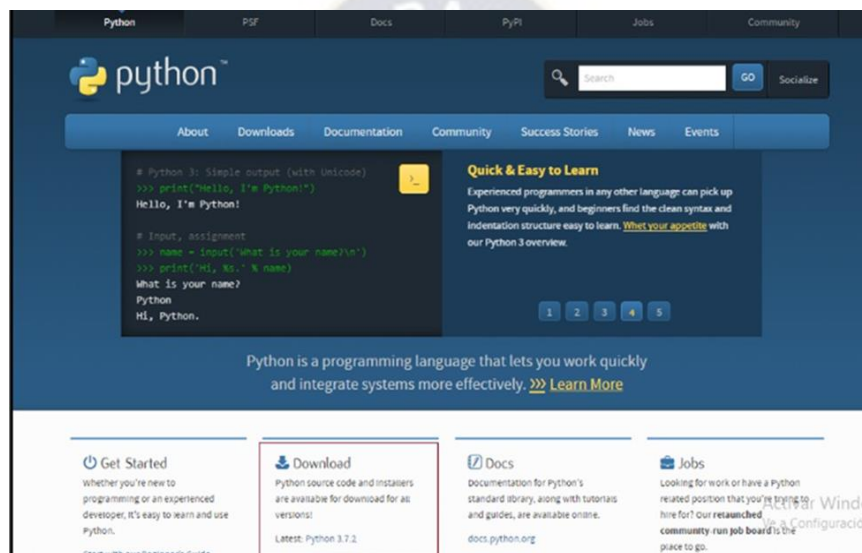 Python PSF Docs PyPI Jobs Community
python™
Search GO Socialize
About Downloads Documentation Community Success Stories News Events
# Python 3: Simple output (with Unicode)
>>> print("Hello, I'm Python!")
Hello, I'm Python!
# Input, assignment
>>> name = input('What is your name?\n')
>>> print('Hi, %s.' % name)
What is your name?
Python
Hi, Python.
>_
Quick & Easy to Learn
Experienced programmers in any other language can pick up
Python very quickly, and beginners find the clean syntax and
indentation structure easy to learn. Whet your appetite with
our Python 3 overview.
1 2 3 4 5
Python is a programming language that lets you work quickly
and integrate systems more effectively. >>> Learn More
Get Started
Whether you're new to
programming or an experienced
developer, it's easy to learn and use
Python.
Start with our Beginner's Guide
Download
Python source code and installers
are available for download for all
versions!
Latest: Python 3.7.2
Docs
Documentation for Python's
standard library, along with tutorials
and guides, are available online.
docs.python.org
Jobs
Looking for work or have a Python
related position that you're trying to
hire for? Our relaunched
community-run job board is the
place to go.
Activar Windo
Ve a Configuració